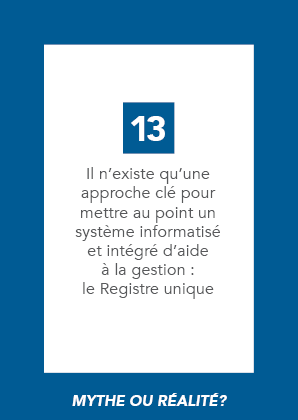 13
Il n’existe qu’une
approche clé pour
mettre au point un
système informatisé
et intégré d’aide
à la gestion :
le Registre unique
MYTHE OU RÉALITÉ?